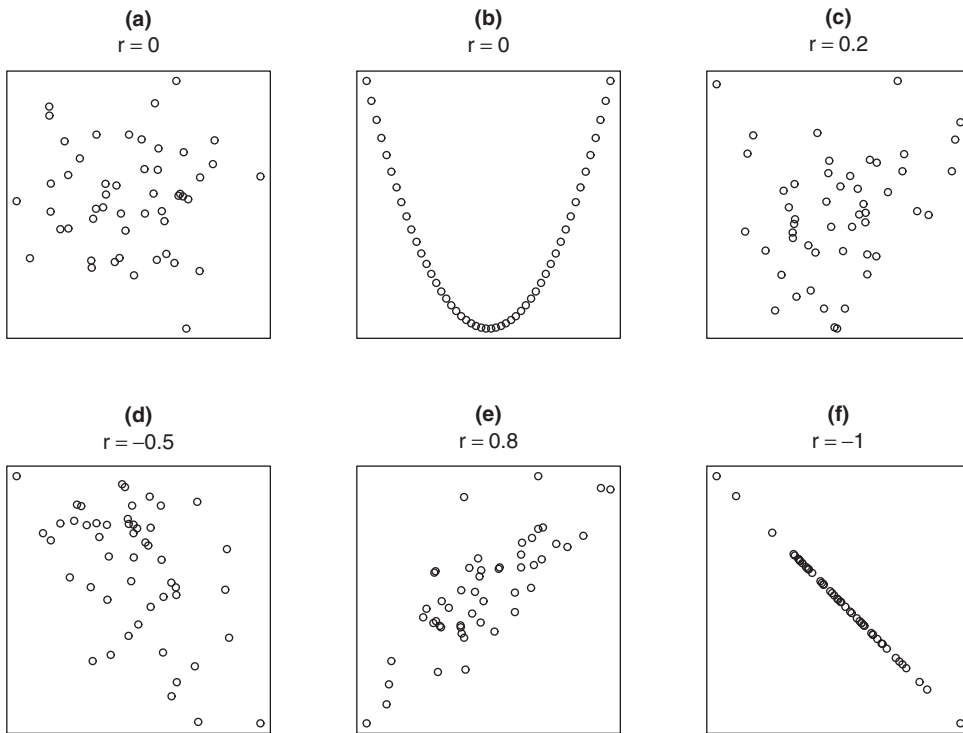 (a)
r = 0
(b)
r = 0
(c)
r = 0.2
(d)
r = −0.5
(e)
r = 0.8
(f)
r = −1